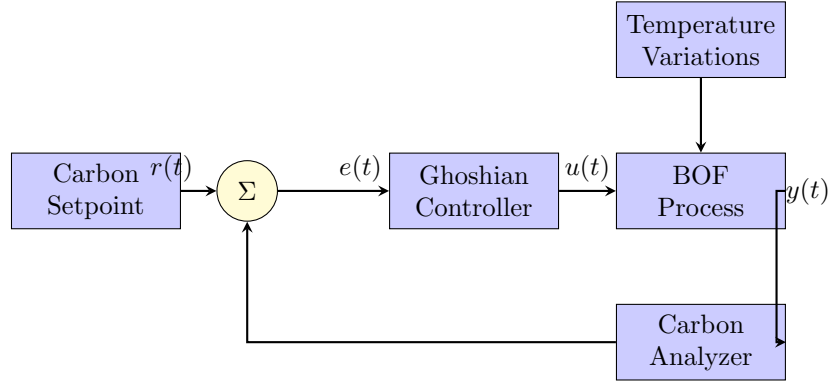 Temperature
Variations
Carbon
Setpoint
r(t)
Σ
e(t)
Ghoshian
Controller
u(t)
BOF
Process
y(t)
Carbon
Analyzer